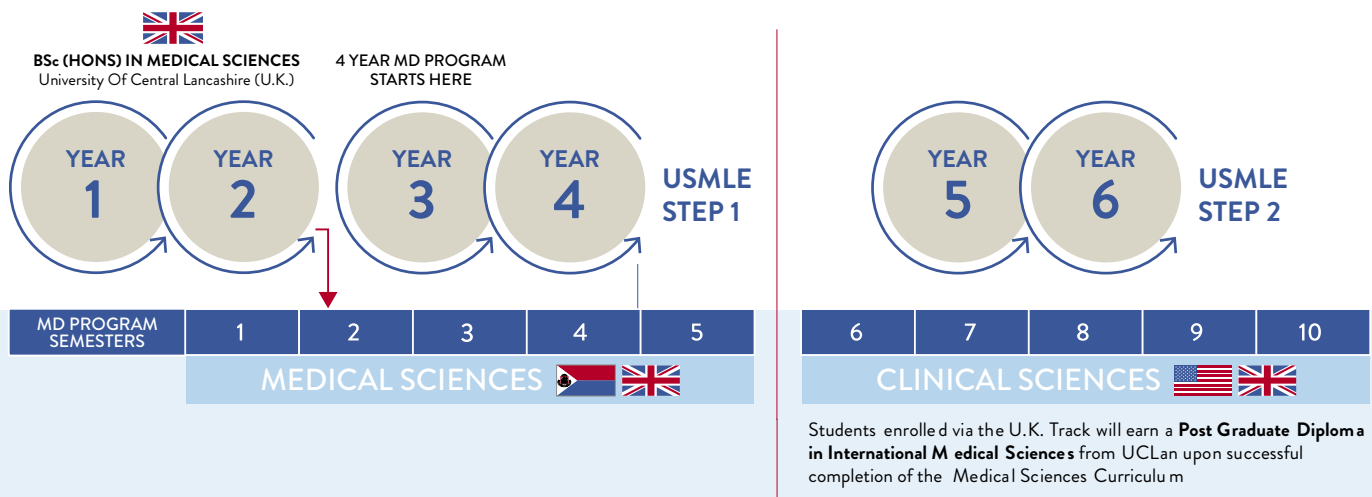 BSc (HONS) IN MEDICAL SCIENCES
University Of Central Lancashire (U.K.)
4 YEAR MD PROGRAM
STARTS HERE
YEAR
1
YEAR
2
YEAR
3
YEAR
4
USMLE
STEP 1
YEAR
5
YEAR
6
USMLE
STEP 2
MD PROGRAM
SEMESTERS
1
2
3
4
5
6
7
8
9
10
MEDICAL SCIENCES
CLINICAL SCIENCES
Students enrolled via the U.K. Track will earn a Post Graduate Diploma
in International Medical Sciences from UCLan upon successful
completion of the Medical Sciences Curriculum